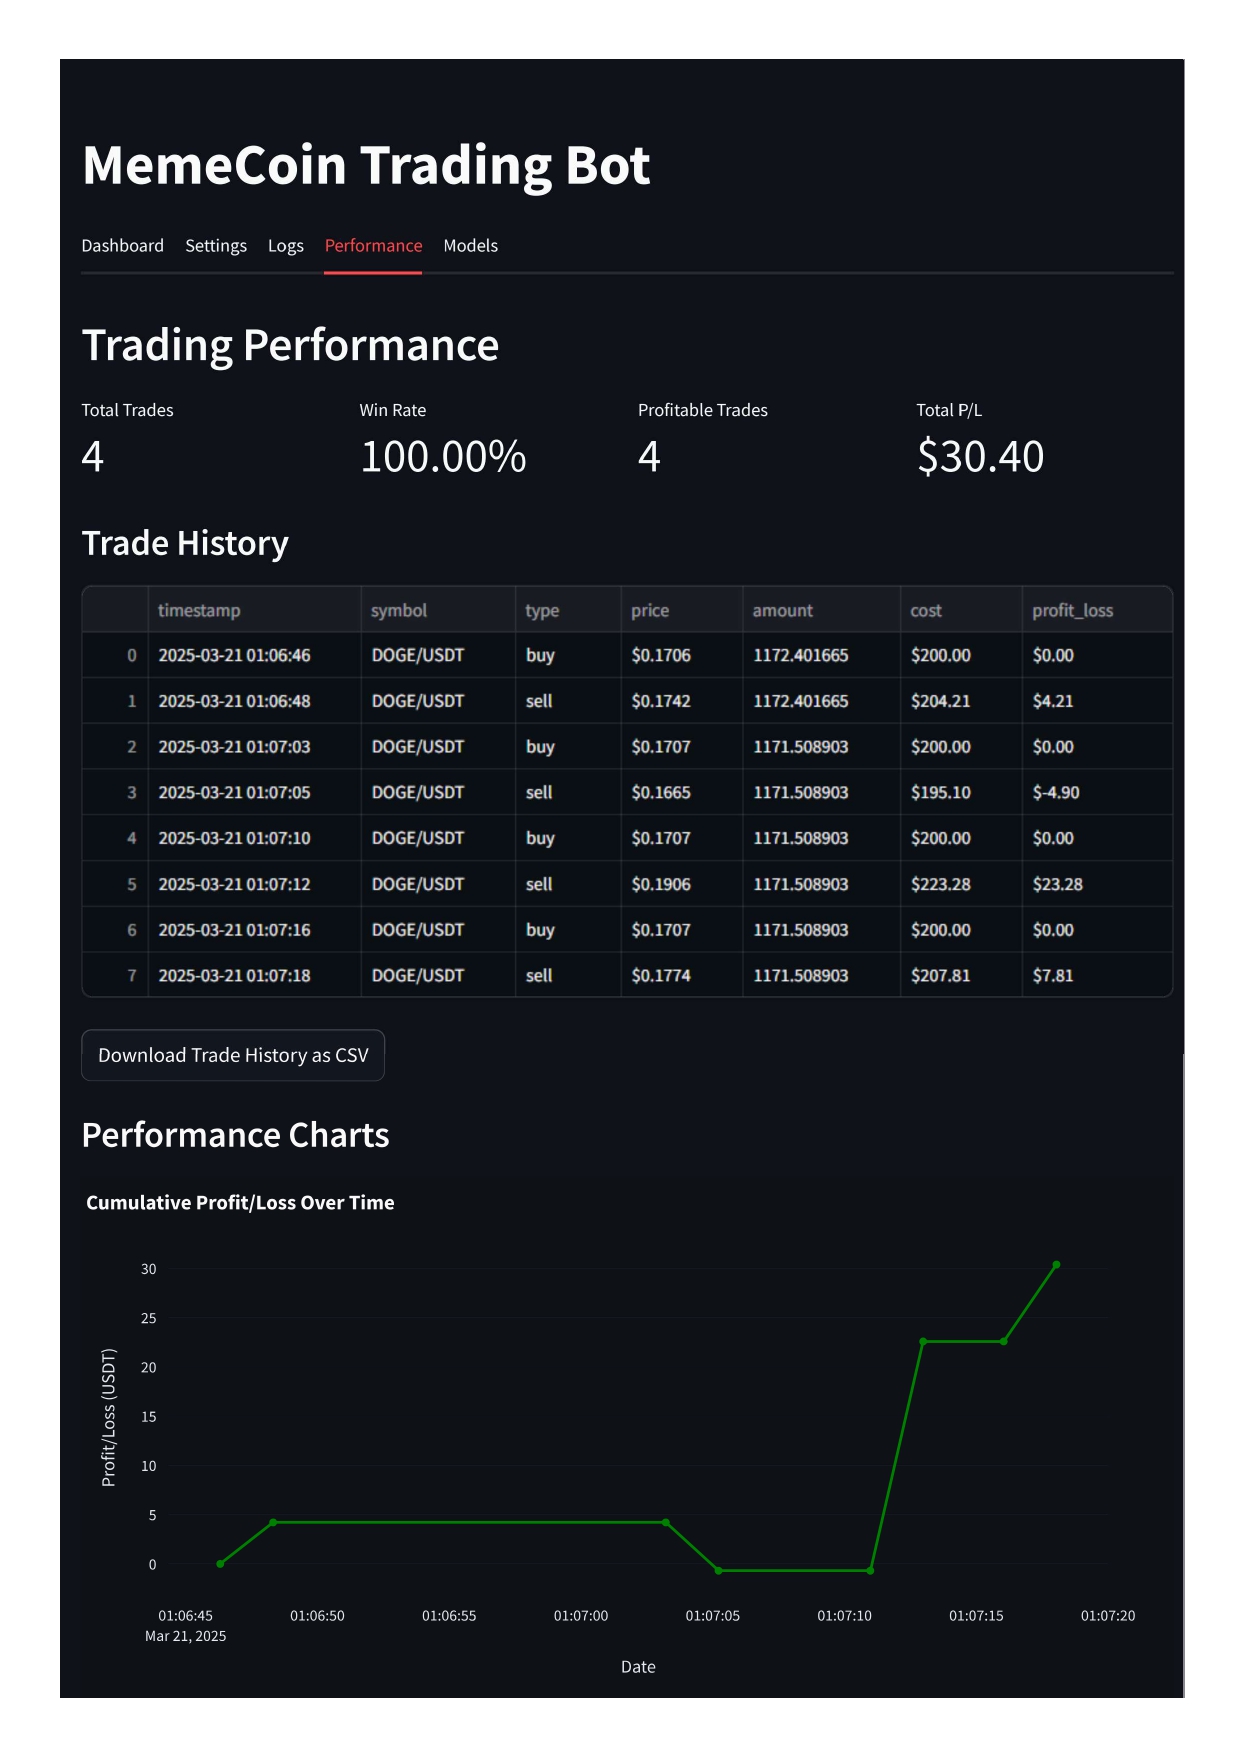 MemeCoin Trading Bot
Dashboard Settings Logs Performance Models
Trading Performance
Total Trades Win Rate Profitable Trades Total P/L
4 100.00% 4 $30.40
Trade History
timestamp symbol type price amount cost profit_loss
0 2025-03-21 01:06:46 DOGE/USDT buy $0.1706 1172.401665 $200.00 $0.00
1 2025-03-21 01:06:48 DOGE/USDT sell $0.1742 1172.401665 $204.21 $4.21
2 2025-03-21 01:07:03 DOGE/USDT buy $0.1707 1171.508903 $200.00 $0.00
3 2025-03-21 01:07:05 DOGE/USDT sell $0.1665 1171.508903 $195.10 $-4.90
4 2025-03-21 01:07:10 DOGE/USDT buy $0.1707 1171.508903 $200.00 $0.00
5 2025-03-21 01:07:12 DOGE/USDT sell $0.1906 1171.508903 $223.28 $23.28
6 2025-03-21 01:07:16 DOGE/USDT buy $0.1707 1171.508903 $200.00 $0.00
7 2025-03-21 01:07:18 DOGE/USDT sell $0.1774 1171.508903 $207.81 $7.81
Download Trade History as CSV
Performance Charts
Cumulative Profit/Loss Over Time
Profit/Loss (USDT)
30
25
20
15
10
5
0
01:06:45 01:06:50 01:06:55 01:07:00 01:07:05 01:07:10 01:07:15 01:07:20
Mar 21, 2025
Date